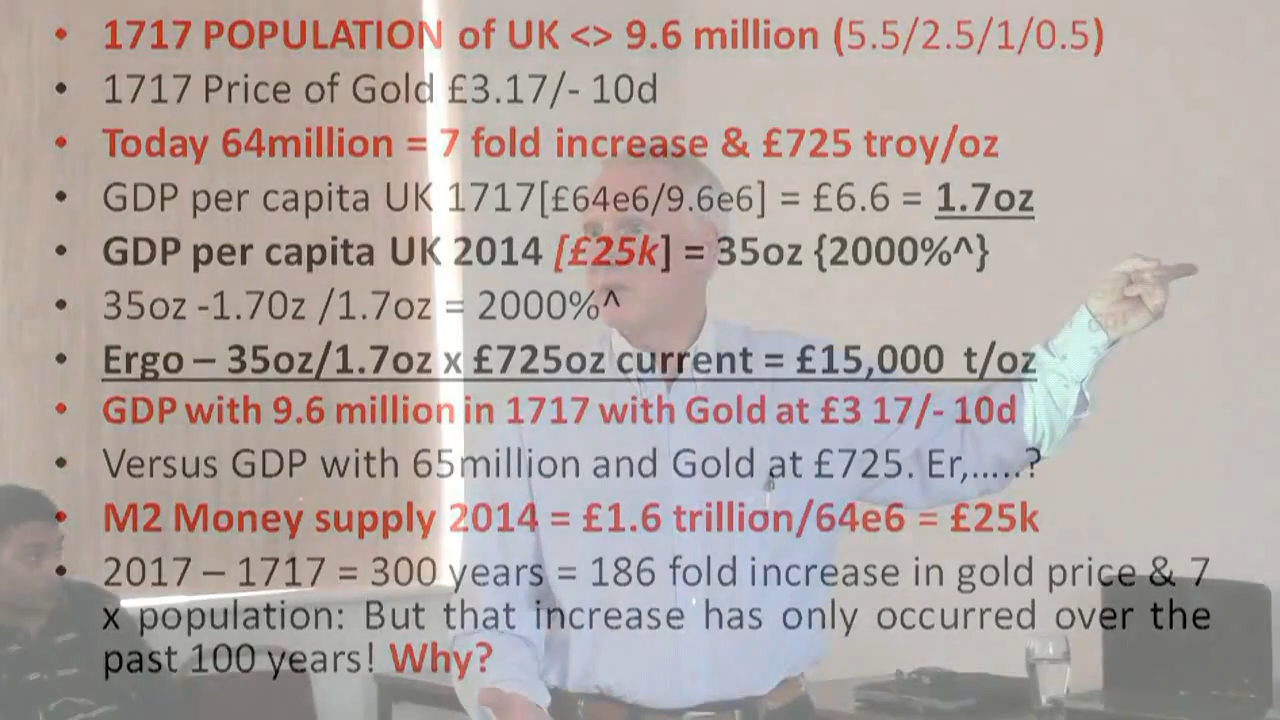 • 1717 POPULATION of UK <> 9.6 million (5.5/2.5/1/0.5)
• 1717 Price of Gold £3.17/- 10d
• Today 64million = 7 fold increase & £725 troy/oz
• GDP per capita UK 1717[£64e6/9.6e6] = £6.6 = 1.7oz
• GDP per capita UK 2014 [£25k] = 35oz {2000%^}
• 35oz -1.70z /1.7oz = 2000%^
• Ergo – 35oz/1.7oz x £725oz current = £15,000 t/oz
• GDP with 9.6 million in 1717 with Gold at £3 17/- 10d
• Versus GDP with 65million and Gold at £725. Er,.....?
• M2 Money supply 2014 = £1.6 trillion/64e6 = £25k
• 2017 – 1717 = 300 years = 186 fold increase in gold price & 7
x population: But that increase has only occurred over the
past 100 years! Why?